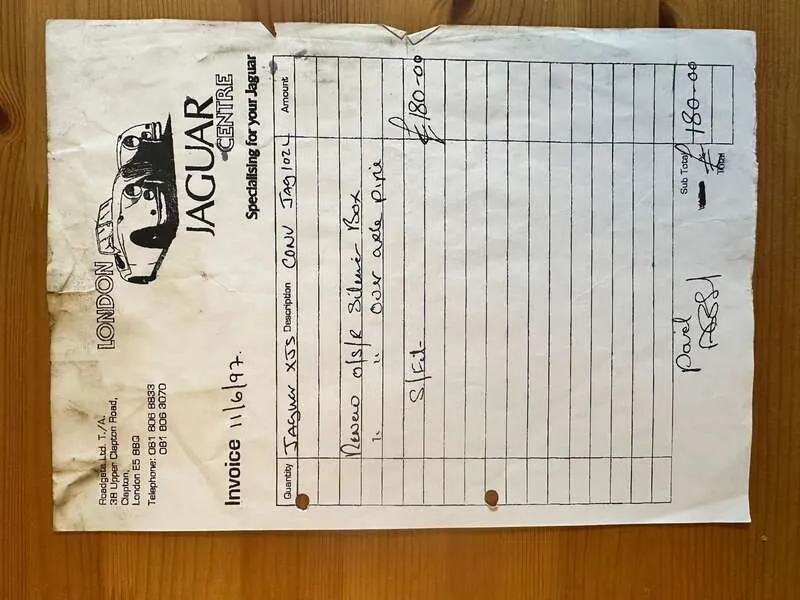 Roadgate Ltd. T./A.
38 Upper Clapton Road,
Clapton,
London E5 8BQ
Telephone: 081 806 8833
081 806 3070
LONDON
JAGUAR
CENTRE
Specialising for your Jaguar
Invoice 11/6/97.
Quantity Description Amount
JAGUAR XJS CONV JAG102L
Renew O/S/R Silencer Box
" " over axle pipe
S/Fit £180-00
Sub Total £180-00
Total
Paid